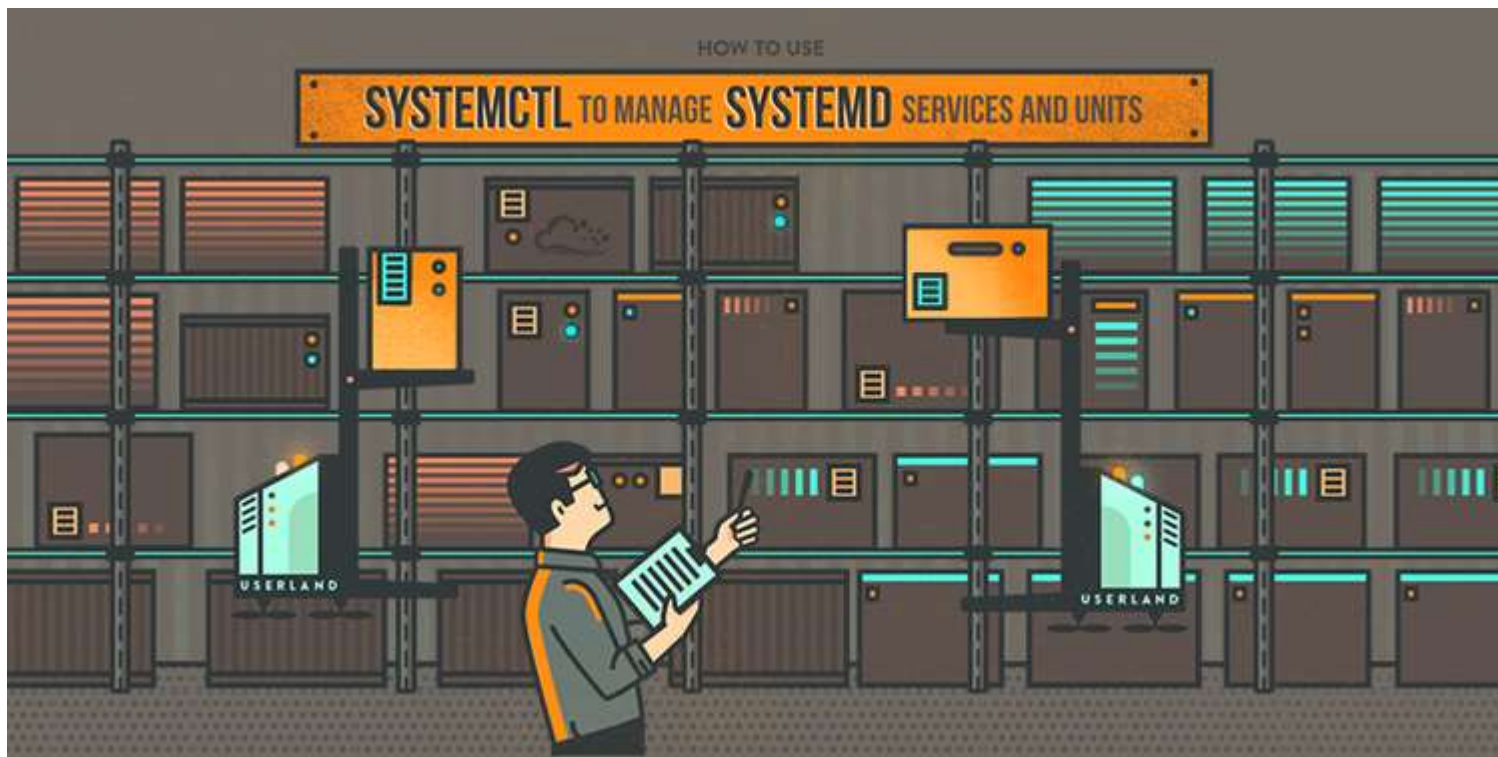 HOW TO USE
SYSTEMCTL TO MANAGE SYSTEMD SERVICES AND UNITS
USERLAND
USERLAND